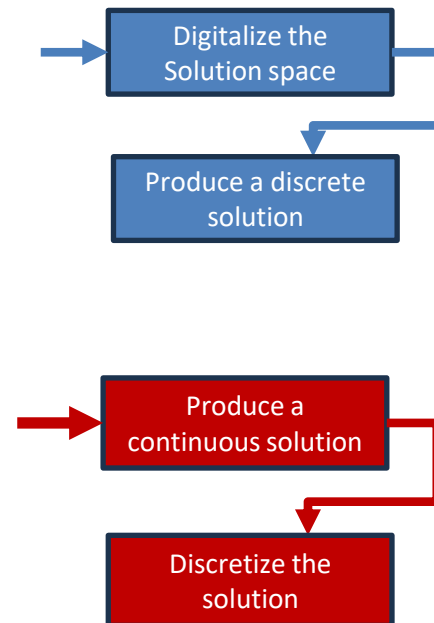 Digitalize the
Solution space
Produce a discrete
solution
Produce a
continuous solution
Discretize the
solution